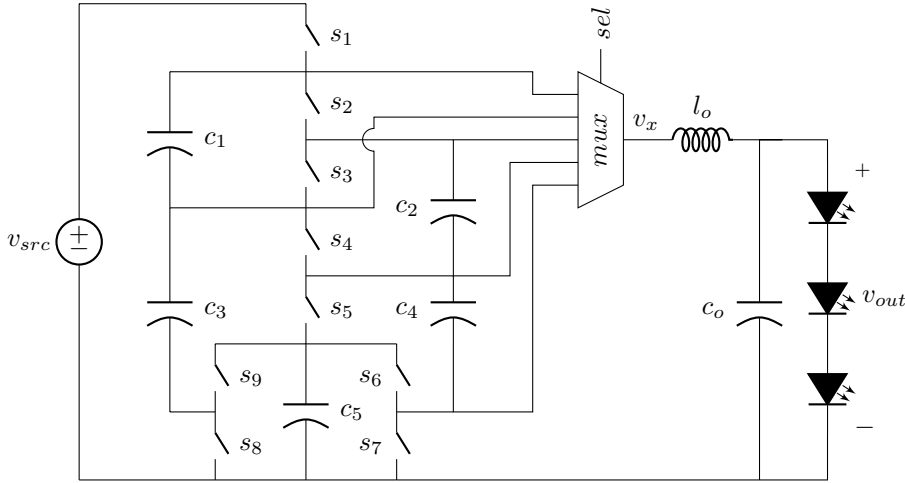 sel
s1
s2
s3
s4
s5
s9
s6
s8
s7
c1
c2
c3
c4
c5
mux
vx
lo
vsrc
co
+
vout
−